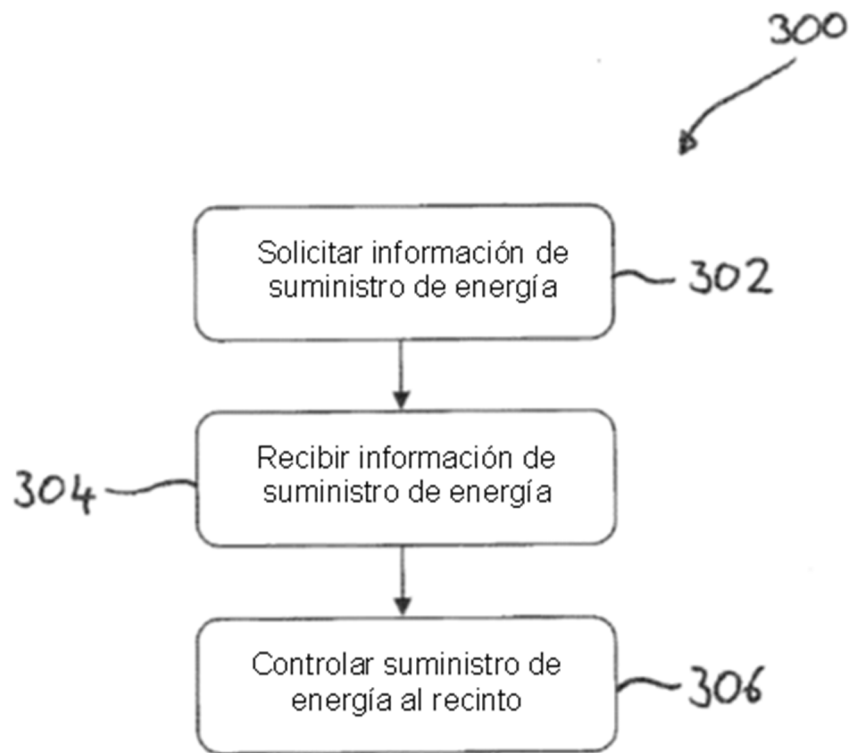 300
Solicitar información de
suministro de energía
302
Recibir información de
suministro de energía
304
Controlar suministro de
energía al recinto
306